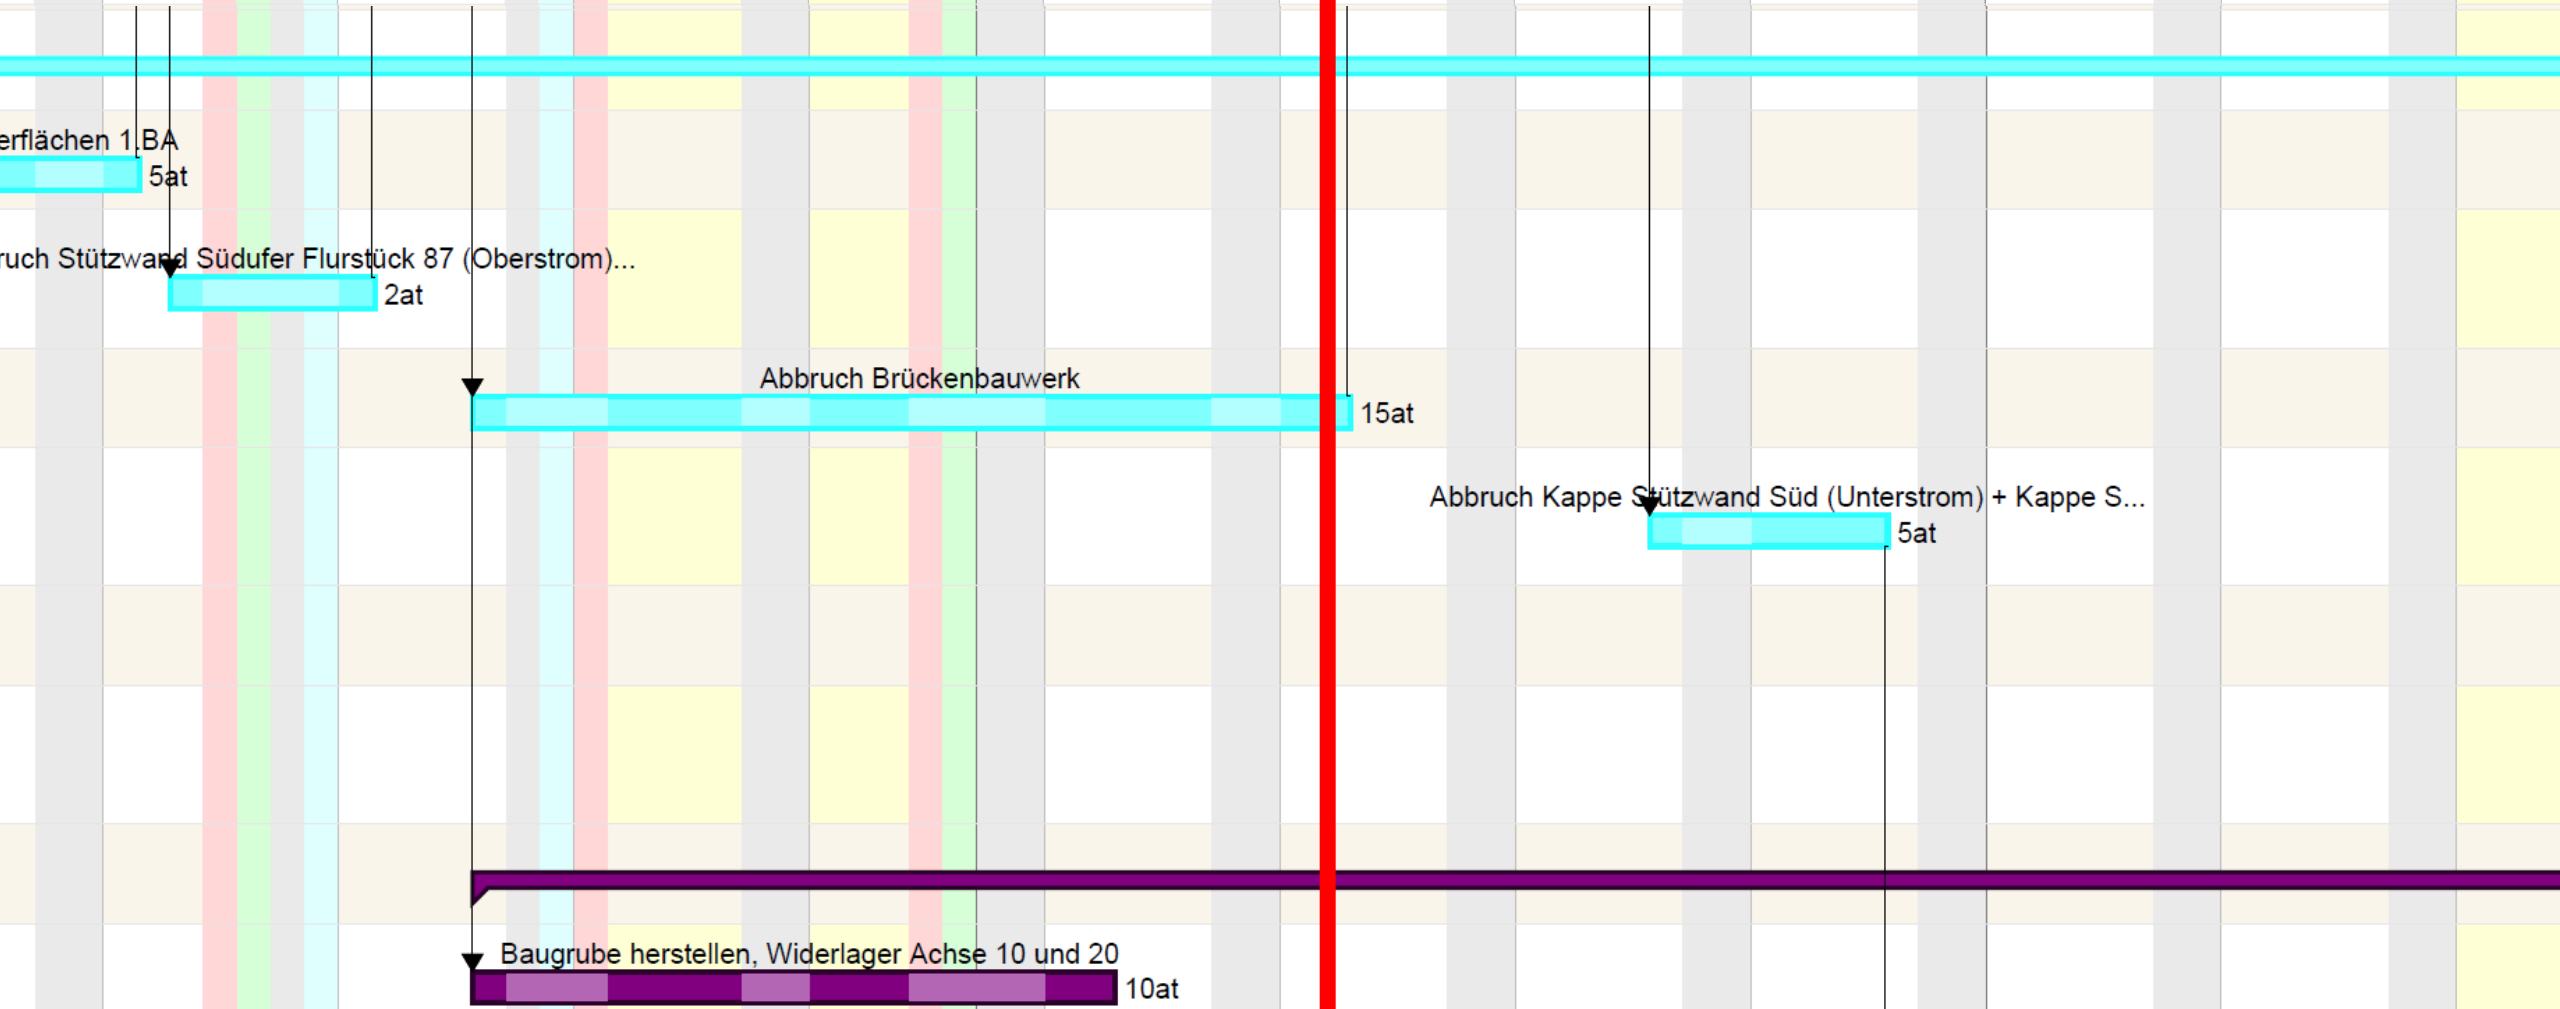 erflächen 1.BA
5at
ruch Stützwand Südufer Flurstück 87 (Oberstrom)...
2at
Abbruch Brückenbauwerk
15at
Abbruch Kappe Stützwand Süd (Unterstrom) + Kappe S...
5at
Baugrube herstellen, Widerlager Achse 10 und 20
10at